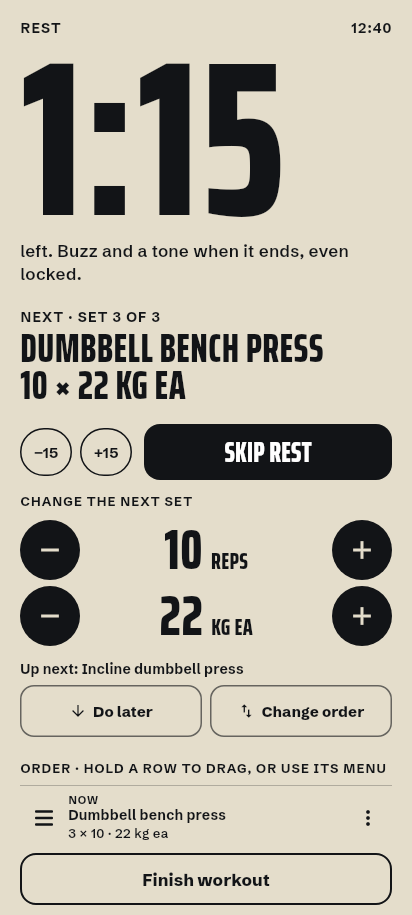 REST 12:40
1:15
left. Buzz and a tone when it ends, even
locked.
NEXT · SET 3 OF 3
DUMBBELL BENCH PRESS
10 × 22 KG EA
−15 +15 SKIP REST
CHANGE THE NEXT SET
− 10 REPS +
− 22 KG EA +
Up next: Incline dumbbell press
↓ Do later ↑↓ Change order
ORDER · HOLD A ROW TO DRAG, OR USE ITS MENU
NOW
Dumbbell bench press
3 × 10 · 22 kg ea
Finish workout